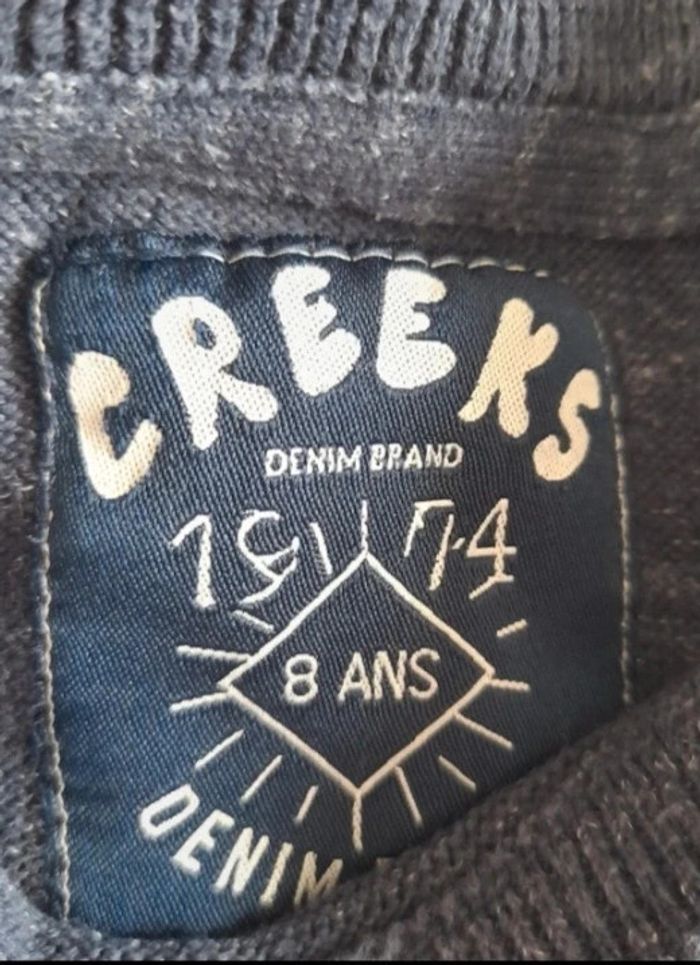 CREEKS
DENIM BRAND
1974
8 ANS
DENIM